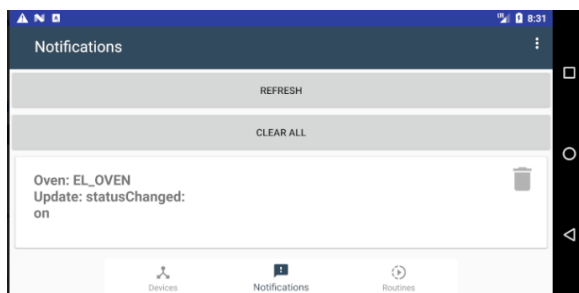 8:31
Notifications
REFRESH
CLEAR ALL
Oven: EL_OVEN
Update: statusChanged:
on
Devices
Notifications
Routines